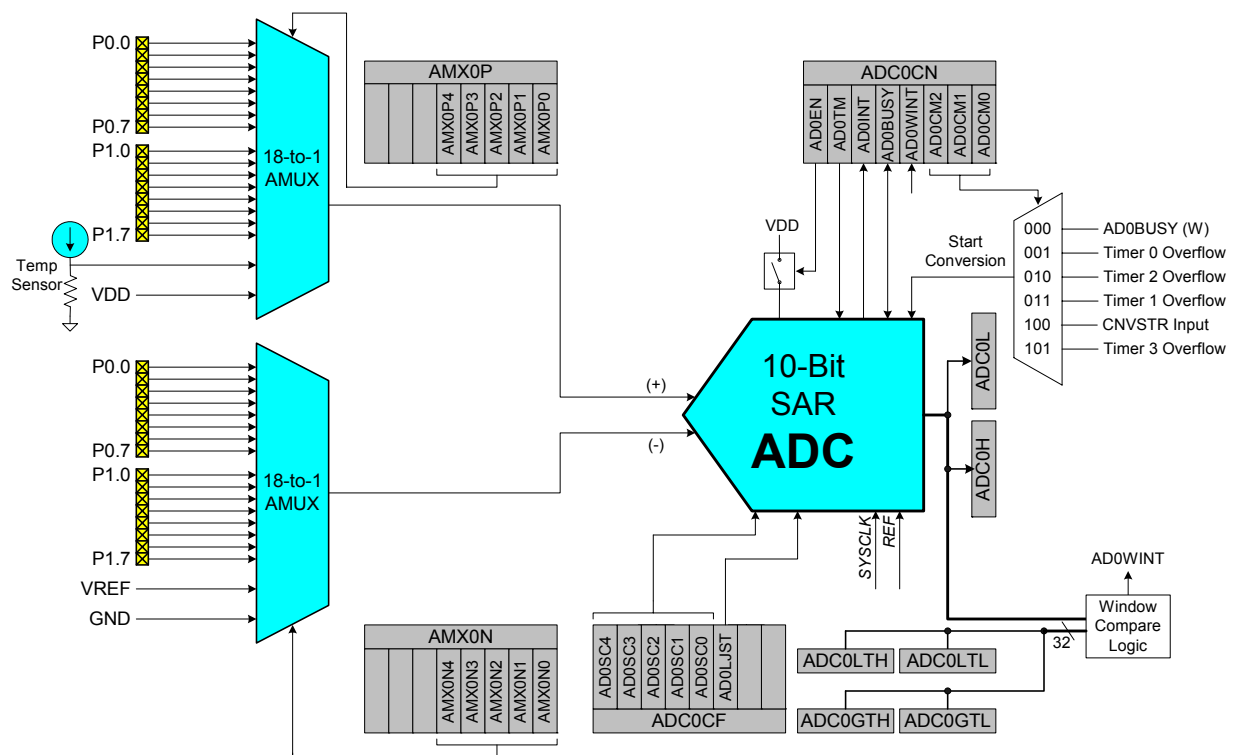 P0.0
P0.7
P1.0
P1.7
Temp
Sensor
VDD
18-to-1
AMUX
AMX0P
AMX0P4
AMX0P3
AMX0P2
AMX0P1
AMX0P0
ADC0CN
AD0EN
AD0TM
AD0INT
AD0BUSY
AD0WINT
AD0CM2
AD0CM1
AD0CM0
VDD
Start
Conversion
000
001
010
011
100
101
AD0BUSY (W)
Timer 0 Overflow
Timer 2 Overflow
Timer 1 Overflow
CNVSTR Input
Timer 3 Overflow
P0.0
P0.7
P1.0
P1.7
VREF
GND
18-to-1
AMUX
(+)
(-)
10-Bit
SAR
ADC
ADC0L
ADC0H
SYSCLK
REF
AMX0N
AMX0N4
AMX0N3
AMX0N2
AMX0N1
AMX0N0
AD0SC4
AD0SC3
AD0SC2
AD0SC1
AD0SC0
AD0LJST
ADC0CF
AD0WINT
Window
Compare
Logic
32
ADC0LTH
ADC0LTL
ADC0GTH
ADC0GTL